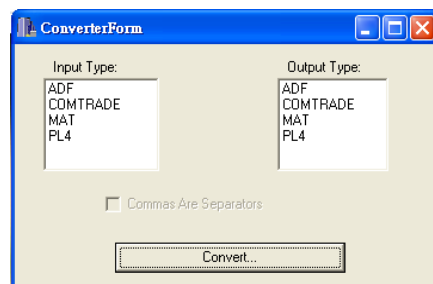 ConverterForm
Input Type:
ADF
COMTRADE
MAT
PL4
Output Type:
ADF
COMTRADE
MAT
PL4
Commas Are Separators
Convert...